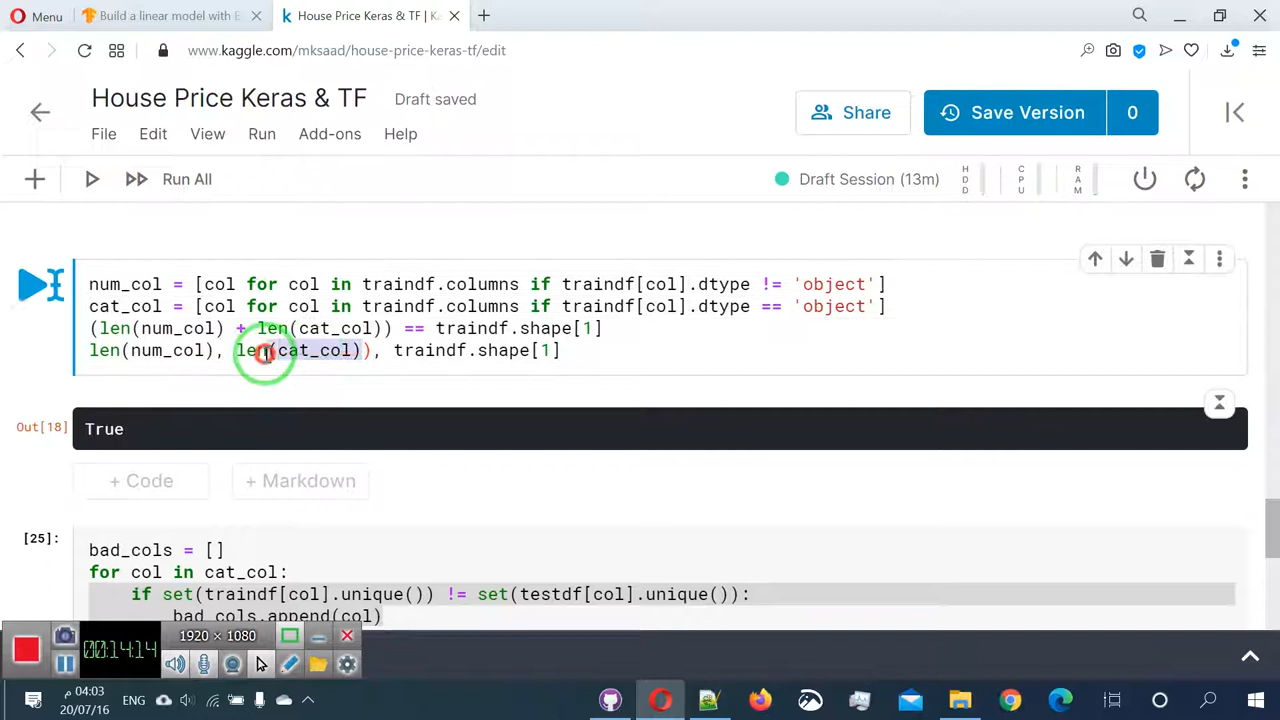 Menu
Build a linear model with E
House Price Keras & TF | Ka
www.kaggle.com/mksaad/house-price-keras-tf/edit
House Price Keras & TF
Draft saved
Share
Save Version
0
File Edit View Run Add-ons Help
Run All
Draft Session (13m)
HDD
CPU
RAM
num_col = [col for col in traindf.columns if traindf[col].dtype != 'object']
cat_col = [col for col in traindf.columns if traindf[col].dtype == 'object']
(len(num_col) + len(cat_col)) == traindf.shape[1]
len(num_col), len(cat_col)), traindf.shape[1]
Out[18]
True
+ Code
+ Markdown
[25]:
bad_cols = []
for col in cat_col:
if set(traindf[col].unique()) != set(testdf[col].unique()):
bad_cols.append(col)
1920 × 1080
00:14:14
04:03 م
ENG
20/07/16